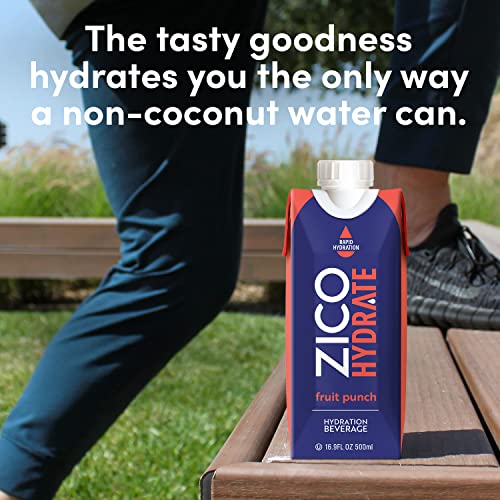 The tasty goodness
hydrates you the only way
a non-coconut water can.
RAPID
HYDRATION
ZICO
HYDRATE
fruit punch
HYDRATION
BEVERAGE
U 16.9FL OZ 500ml